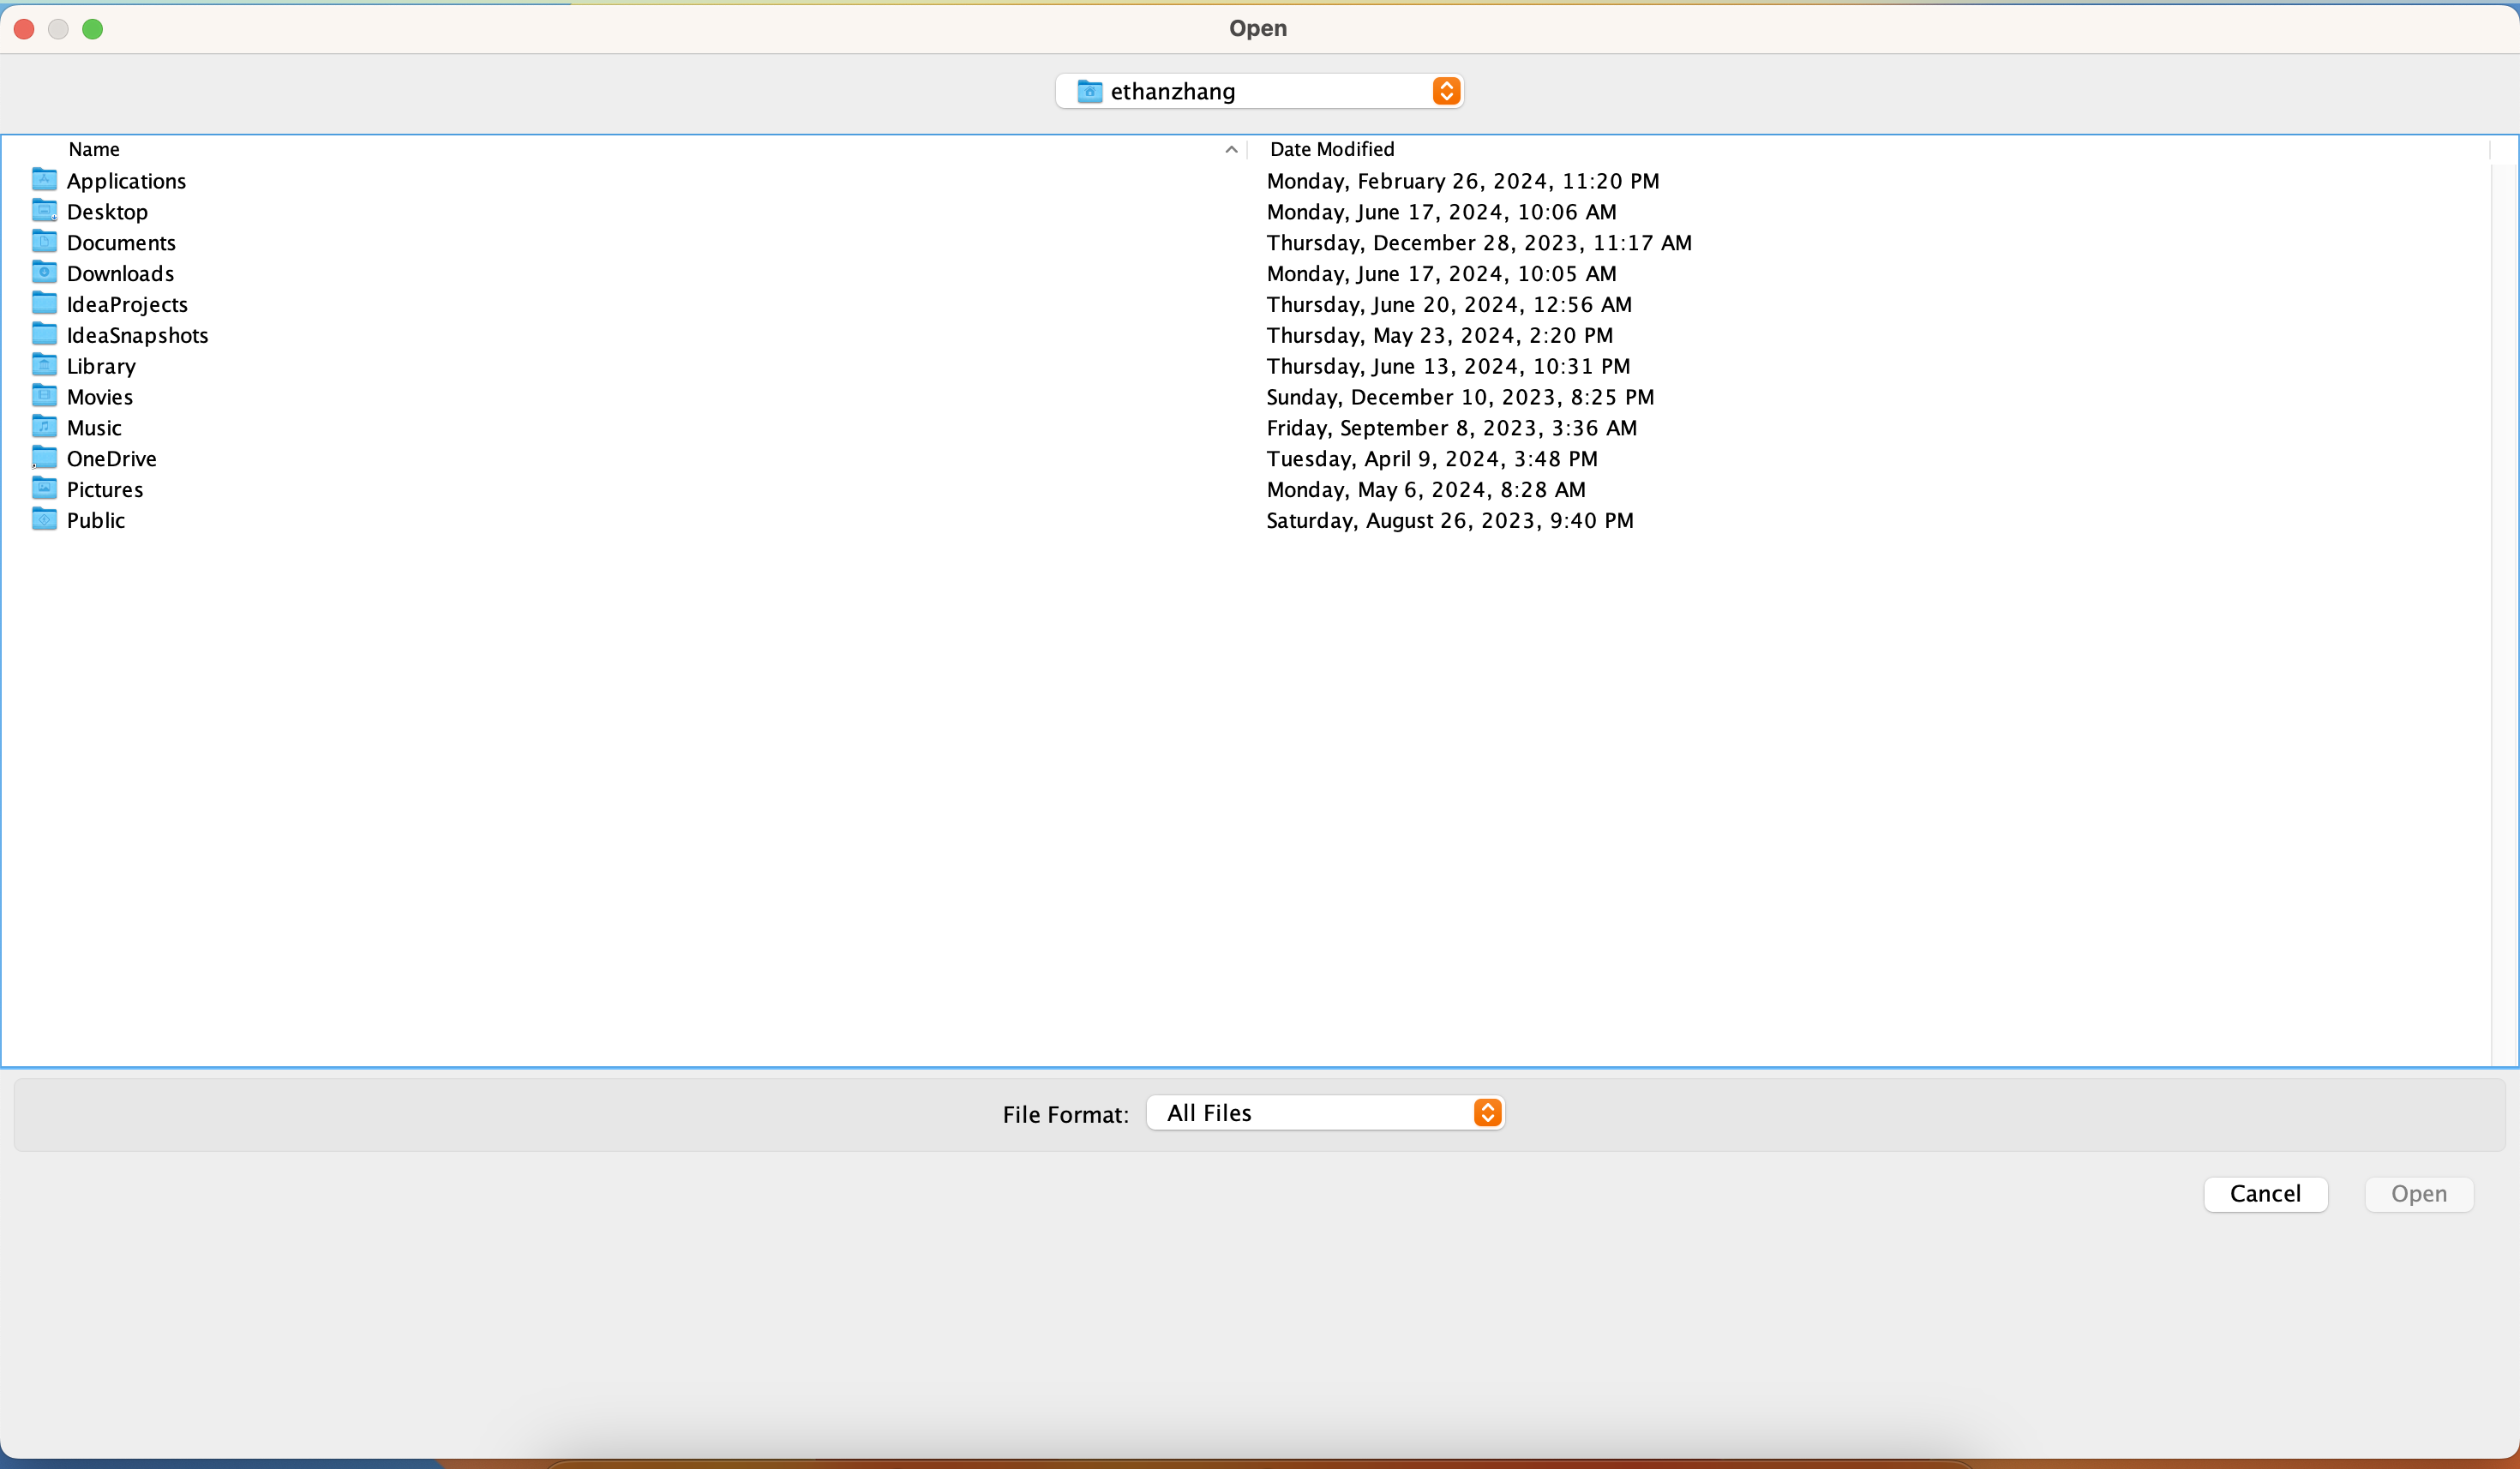 Open
ethanzhang
Name Date Modified
Applications Monday, February 26, 2024, 11:20 PM
Desktop Monday, June 17, 2024, 10:06 AM
Documents Thursday, December 28, 2023, 11:17 AM
Downloads Monday, June 17, 2024, 10:05 AM
IdeaProjects Thursday, June 20, 2024, 12:56 AM
IdeaSnapshots Thursday, May 23, 2024, 2:20 PM
Library Thursday, June 13, 2024, 10:31 PM
Movies Sunday, December 10, 2023, 8:25 PM
Music Friday, September 8, 2023, 3:36 AM
OneDrive Tuesday, April 9, 2024, 3:48 PM
Pictures Monday, May 6, 2024, 8:28 AM
Public Saturday, August 26, 2023, 9:40 PM
File Format: All Files
Cancel Open